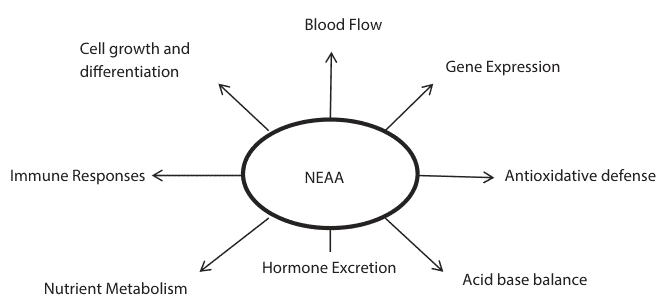 Blood Flow
Cell growth and
differentiation
Gene Expression
Immune Responses
NEAA
Antioxidative defense
Nutrient Metabolism
Hormone Excretion
Acid base balance